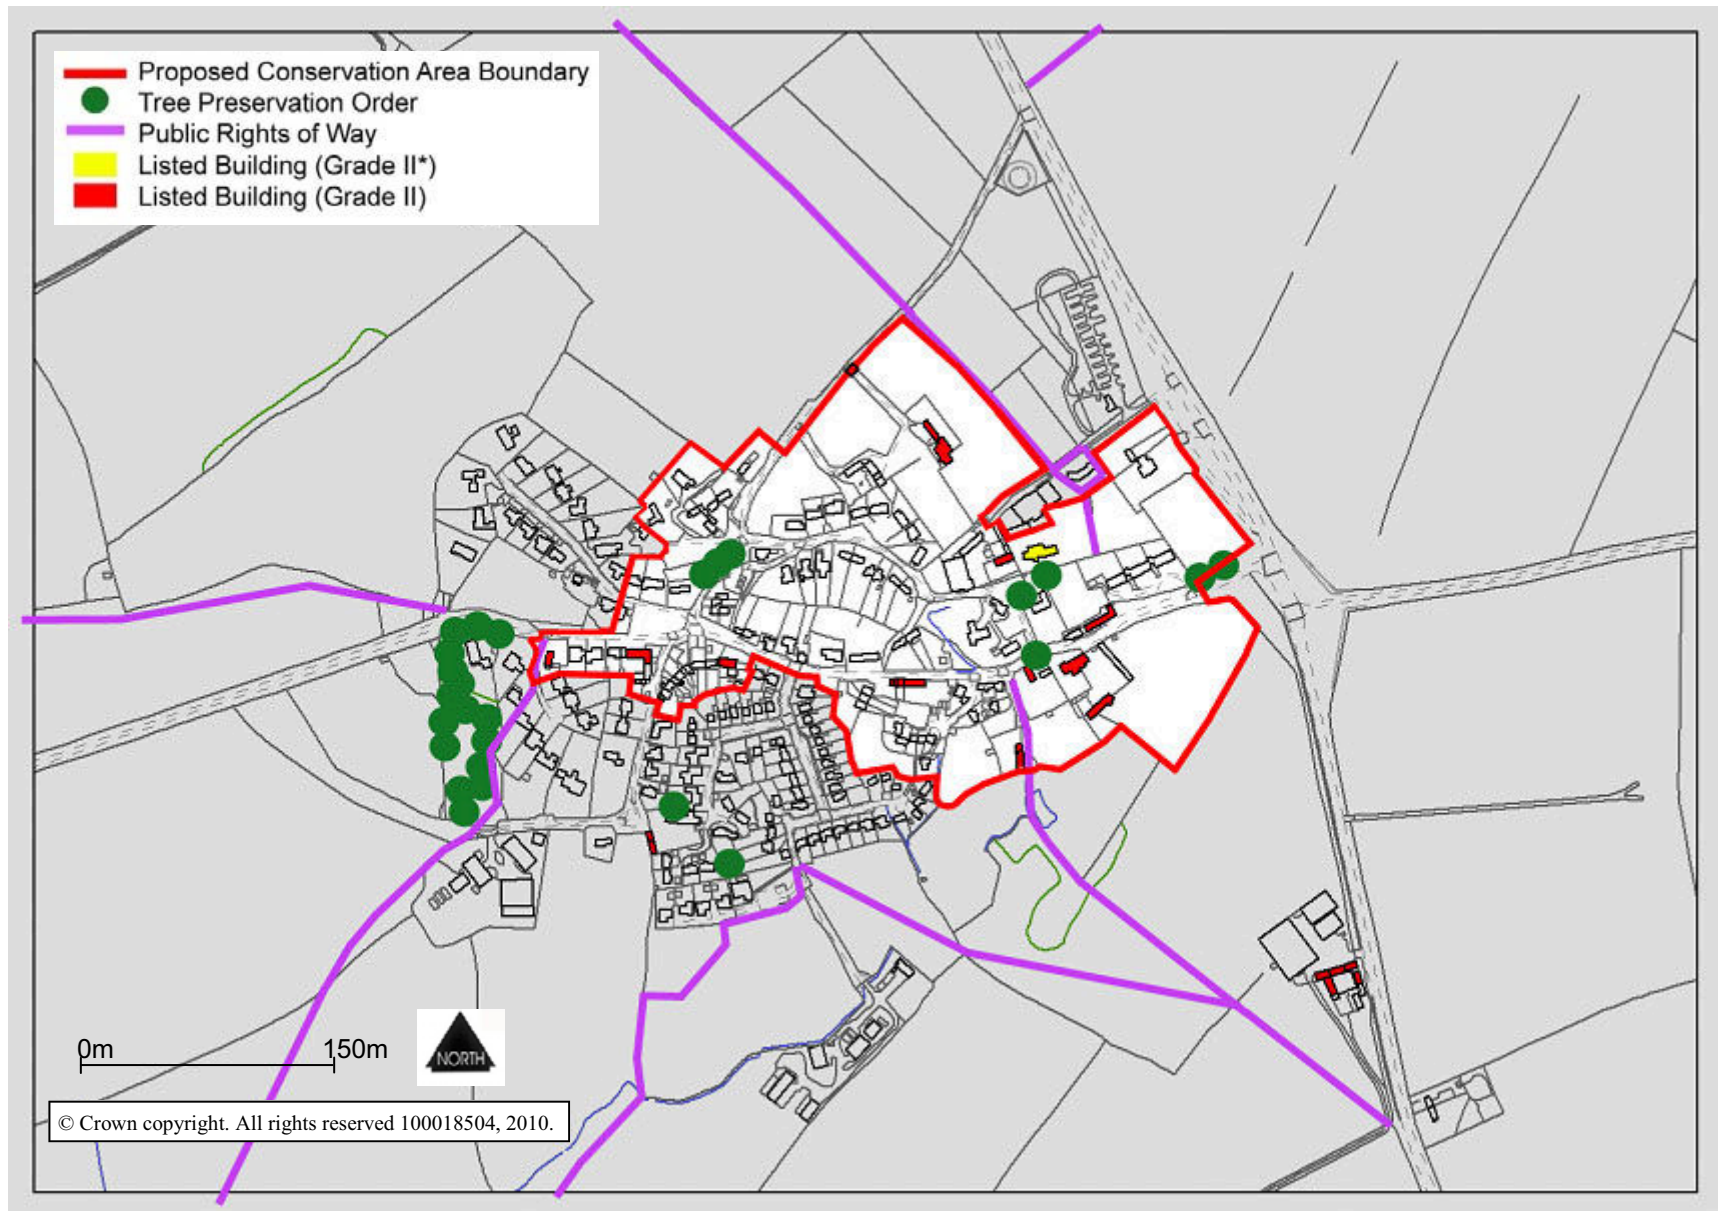 Proposed Conservation Area Boundary
Tree Preservation Order
Public Rights of Way
Listed Building (Grade II*)
Listed Building (Grade II)
0m 150m
NORTH
© Crown copyright. All rights reserved 100018504, 2010.